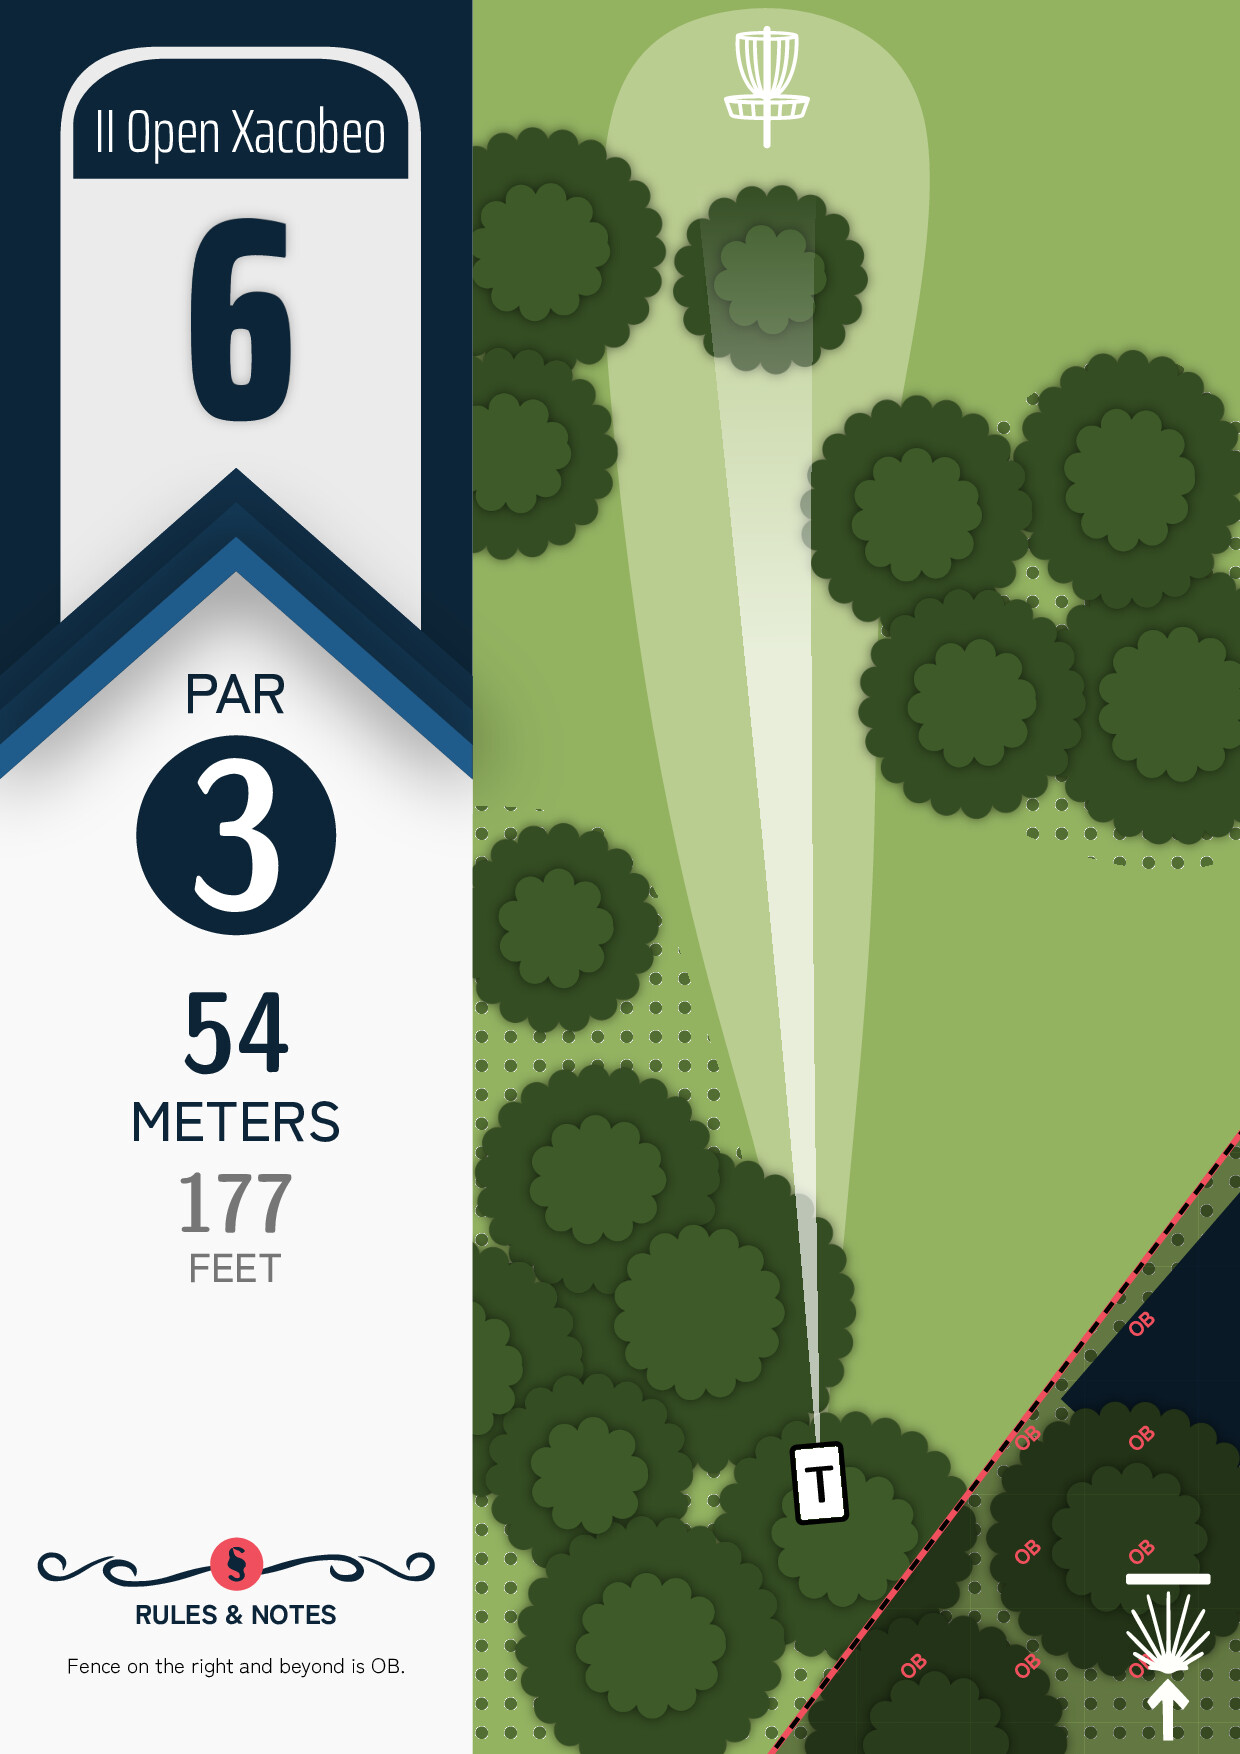 II Open Xacobeo
6
PAR
3
54
METERS
177
FEET
§
RULES & NOTES
Fence on the right and beyond is OB.
T
OB
OB
OB
OB
OB
OB
OB
OB